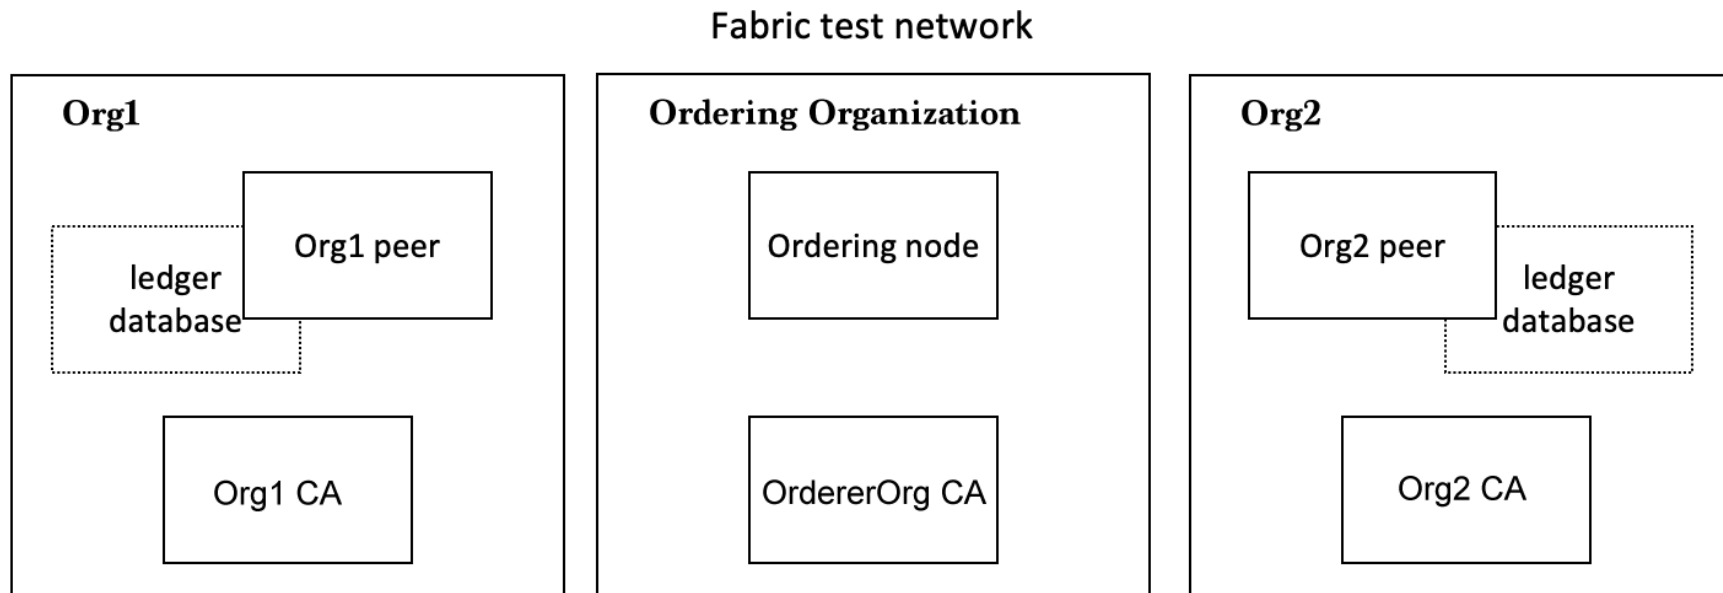 Fabric test network
Org1
Org1 peer
ledger
database
Org1 CA
Ordering Organization
Ordering node
OrdererOrg CA
Org2
Org2 peer
ledger
database
Org2 CA